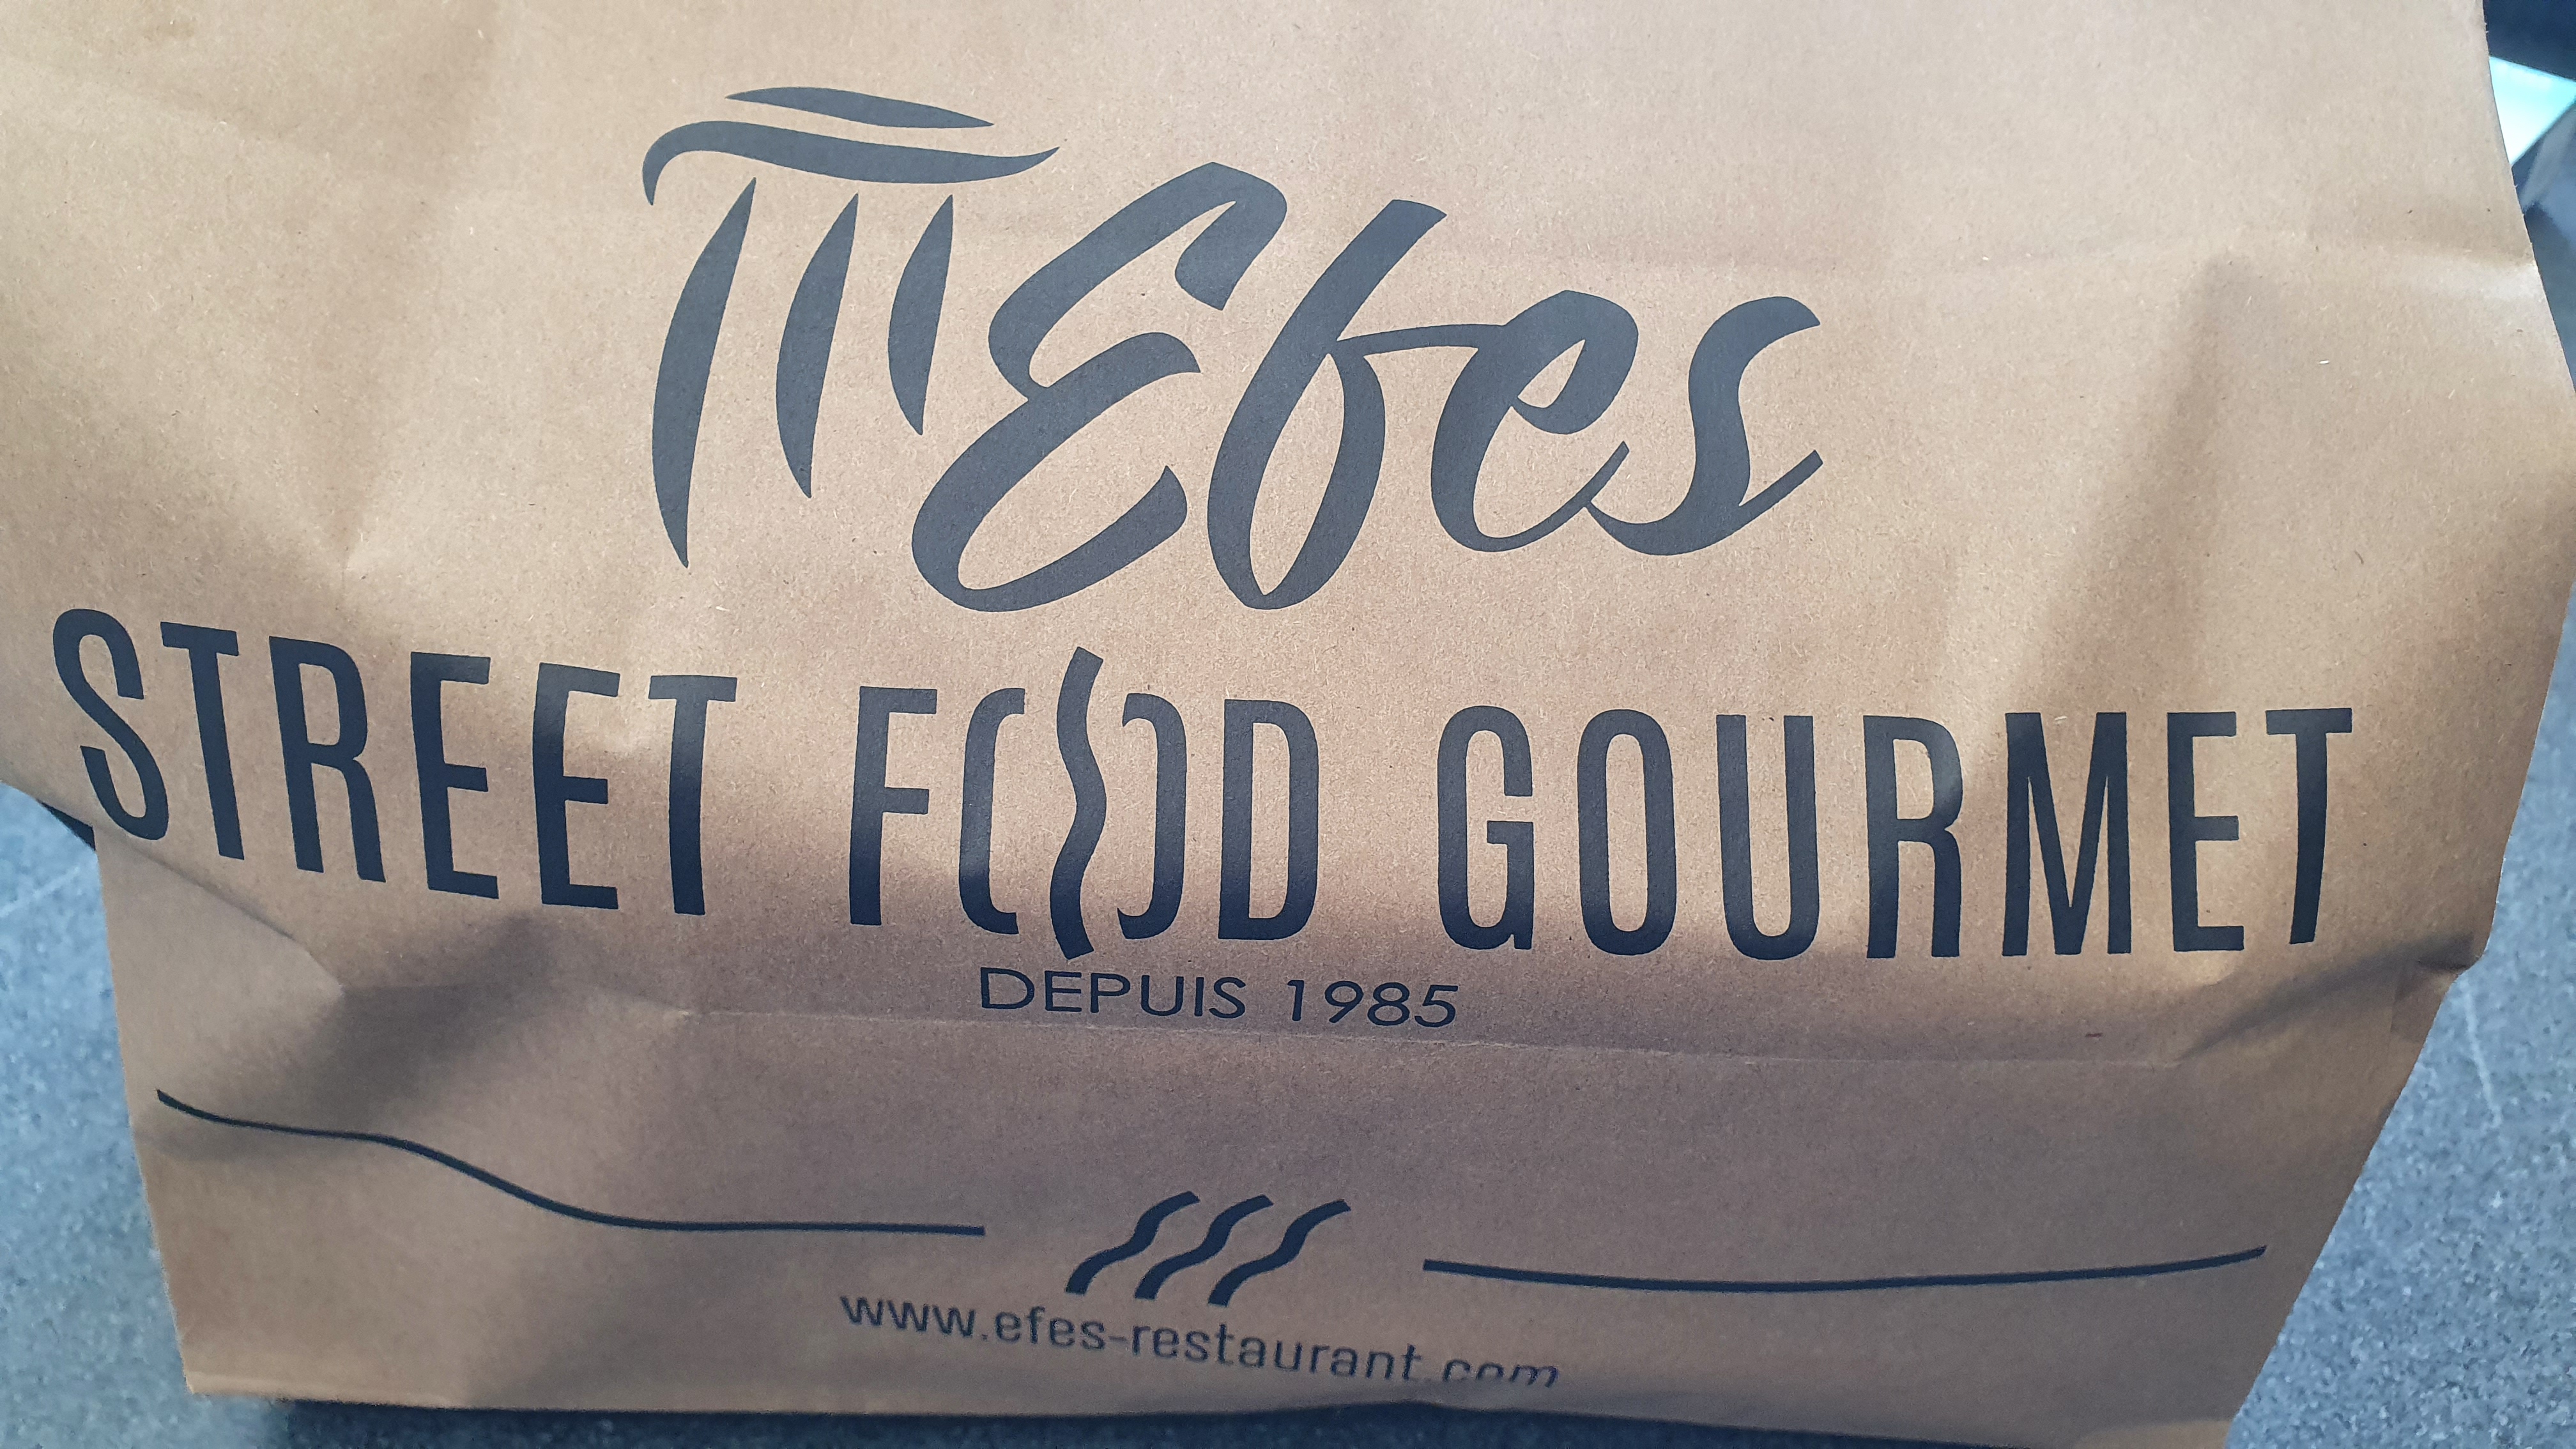 Efes
STREET FOOD GOURMET
DEPUIS 1985
www.efes-restaurant.com